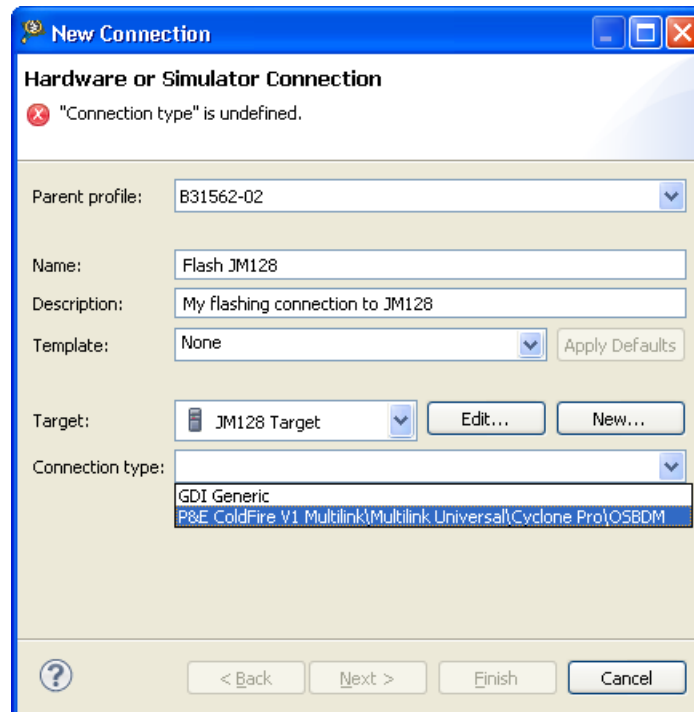 New Connection
Hardware or Simulator Connection
"Connection type" is undefined.
Parent profile: B31562-02
Name: Flash JM128
Description: My flashing connection to JM128
Template: None Apply Defaults
Target: JM128 Target Edit... New...
Connection type:
GDI Generic
P&E ColdFire V1 Multilink\Multilink Universal\Cyclone Pro\OSBDM
? < Back Next > Finish Cancel